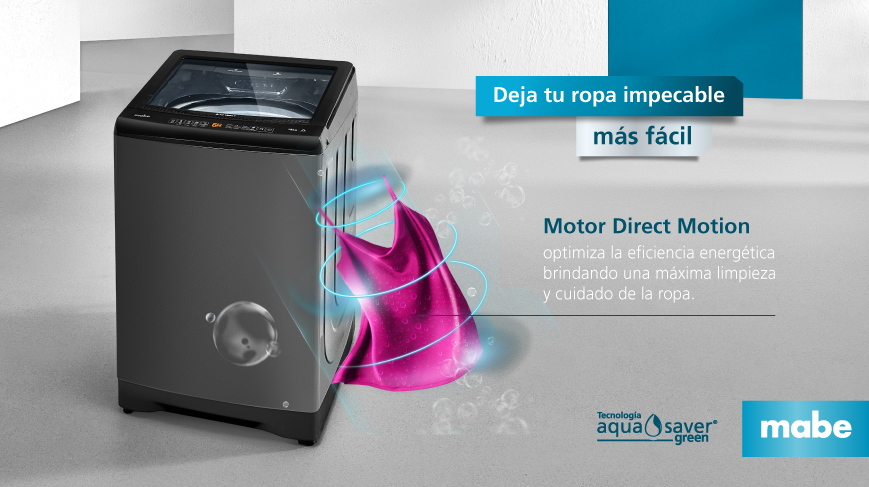 mabe
Deja tu ropa impecable
más fácil
Motor Direct Motion
optimiza la eficiencia energética
brindando una máxima limpieza
y cuidado de la ropa.
Tecnología
aqua saver®
green
mabe